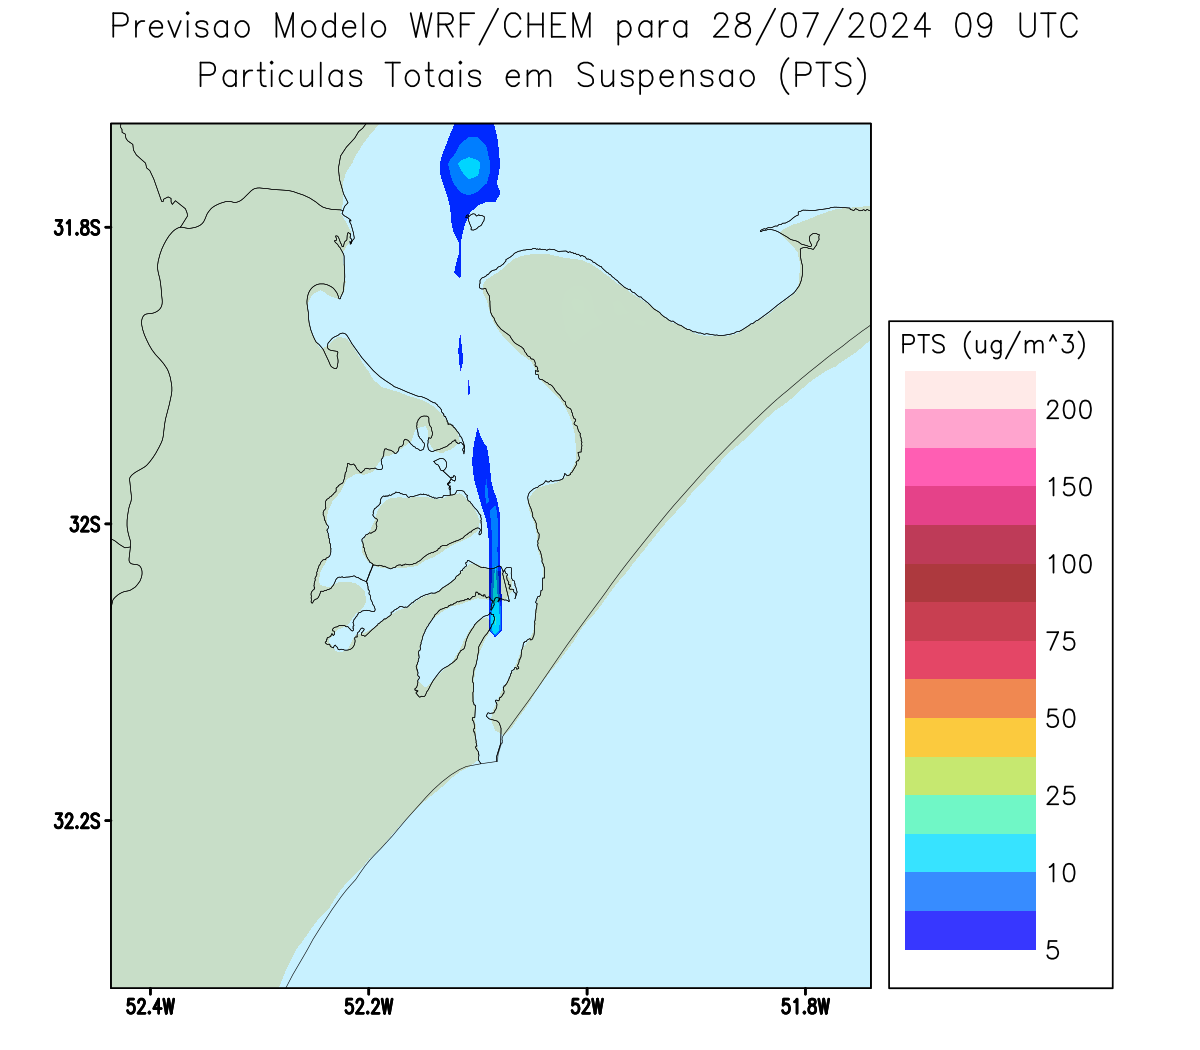 Previsao Modelo WRF/CHEM para 28/07/2024 09 UTC
Particulas Totais em Suspensao (PTS)
31.8S
32S
32.2S
52.4W
52.2W
52W
51.8W
PTS (ug/m^3)
200
150
100
75
50
25
10
5